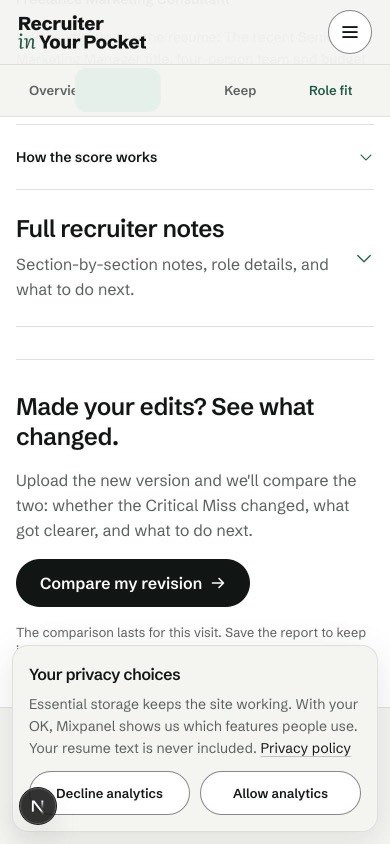 Freelance Marketing Consultant
Recruiter
in Your Pocket
Overvie
Keep
Role fit
How the score works
Full recruiter notes
Section-by-section notes, role details, and
what to do next.
Made your edits? See what
changed.
Upload the new version and we'll compare the
two: whether the Critical Miss changed, what
got clearer, and what to do next.
Compare my revision →
The comparison lasts for this visit. Save the report to keep
Your privacy choices
Essential storage keeps the site working. With your
OK, Mixpanel shows us which features people use.
Your resume text is never included. Privacy policy
Decline analytics
Allow analytics
N